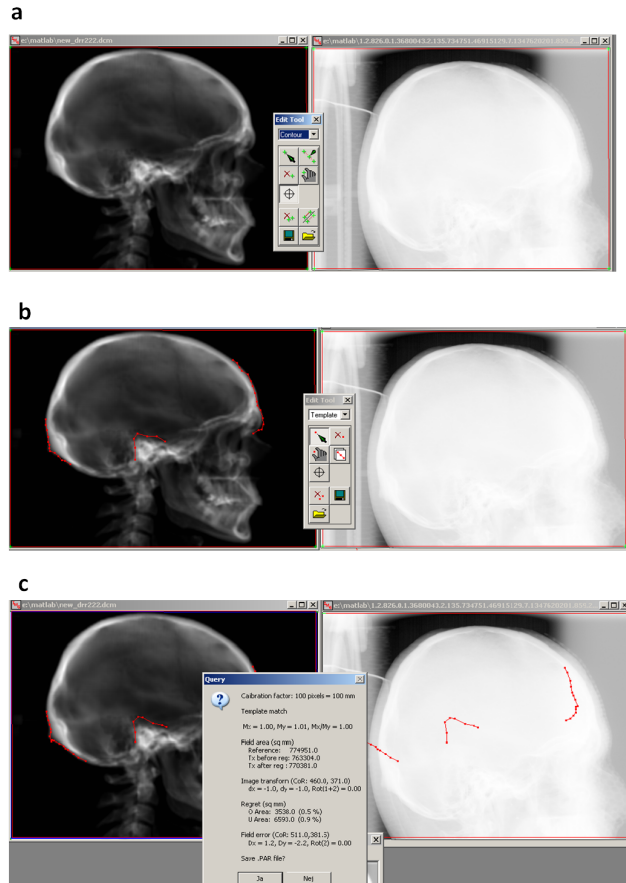 a
e:\matlab\new_drr222.dcm
Edit Tool
Contour
b
Edit Tool
Template
c
e:\matlab\new_drr222.dcm
Query
Calibration factor: 100 pixels = 100 mm
Template match
Mx = 1.00, My = 1.01, Mx/My = 1.00
Field area (sq mm)
Reference: 774951.0
Tx before reg: 763304.0
Tx after reg : 770381.0
Image transform (CoR: 460.0, 371.0)
dx = -1.0, dy = -1.0, Rot(1+2) = 0.00
Regret (sq mm)
O Area: 3538.0 (0.5 %)
U Area: 6593.0 (0.9 %)
Field error (CoR: 511.0,381.5)
Dx = 1.2, Dy = -2.2, Rot(2) = 0.00
Save .PAR file?
Ja
Nej